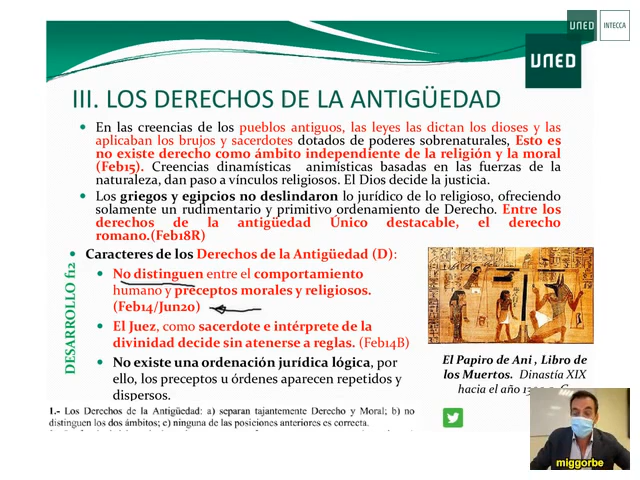 UNED
INTECCA
UNED
III. LOS DERECHOS DE LA ANTIGÜEDAD
• En las creencias de los pueblos antiguos, las leyes las dictan los dioses y las
aplicaban los brujos y sacerdotes dotados de poderes sobrenaturales, Esto es
no existe derecho como ámbito independiente de la religión y la moral
(Feb15). Creencias dinamísticas animísticas basadas en las fuerzas de la
naturaleza, dan paso a vínculos religiosos. El Dios decide la justicia.
• Los griegos y egipcios no deslindaron lo jurídico de lo religioso, ofreciendo
solamente un rudimentario y primitivo ordenamiento de Derecho. Entre los
derechos de la antigüedad Único destacable, el derecho
romano.(Feb18R)
• Caracteres de los Derechos de la Antigüedad (D):
DESARROLLO f12
• No distinguen entre el comportamiento
humano y preceptos morales y religiosos.
(Feb14/Jun20)
• El Juez, como sacerdote e intérprete de la
divinidad decide sin atenerse a reglas. (Feb14B)
• No existe una ordenación jurídica lógica, por
ello, los preceptos u órdenes aparecen repetidos y
dispersos.
El Papiro de Ani , Libro de
los Muertos. Dinastía XIX
hacia el año
1.- Los Derechos de la Antigüedad: a) separan tajantemente Derecho y Moral; b) no
distinguen los dos ámbitos; c) ninguna de las posiciones anteriores es correcta.
miggorbe